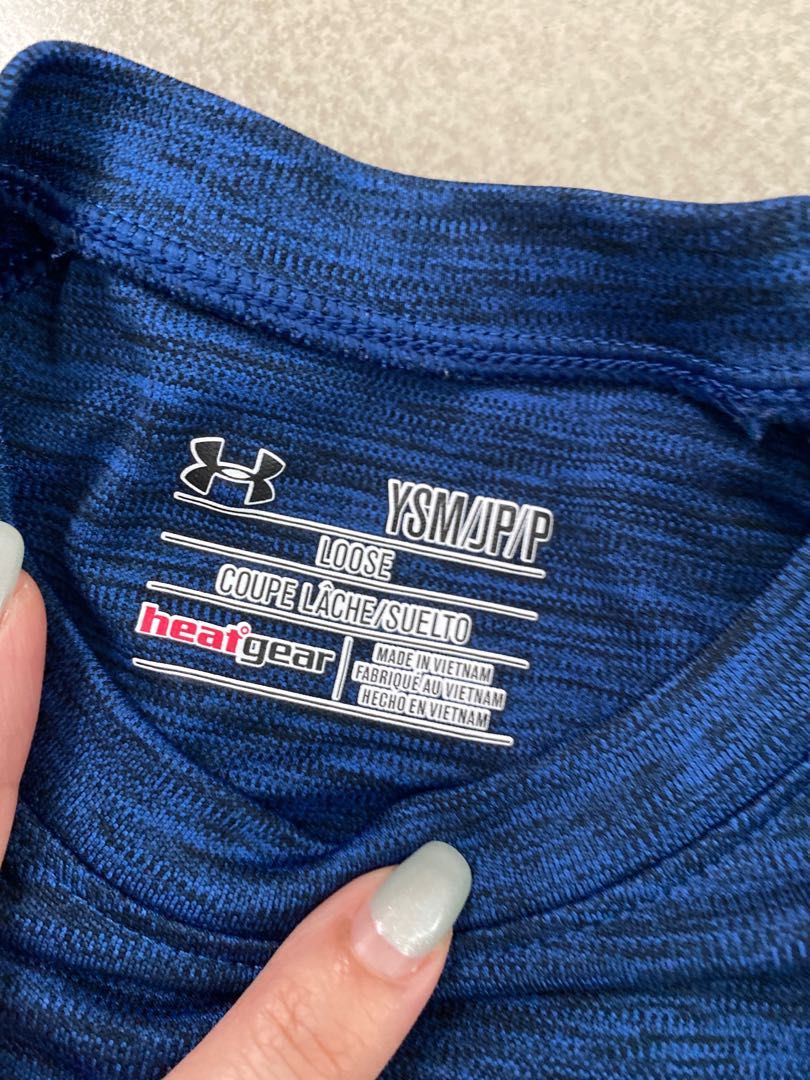 YSM/JP/P
LOOSE
COUPE LÂCHE/SUELTO
heatgear
MADE IN VIETNAM
FABRIQUÉ AU VIETNAM
HECHO EN VIETNAM